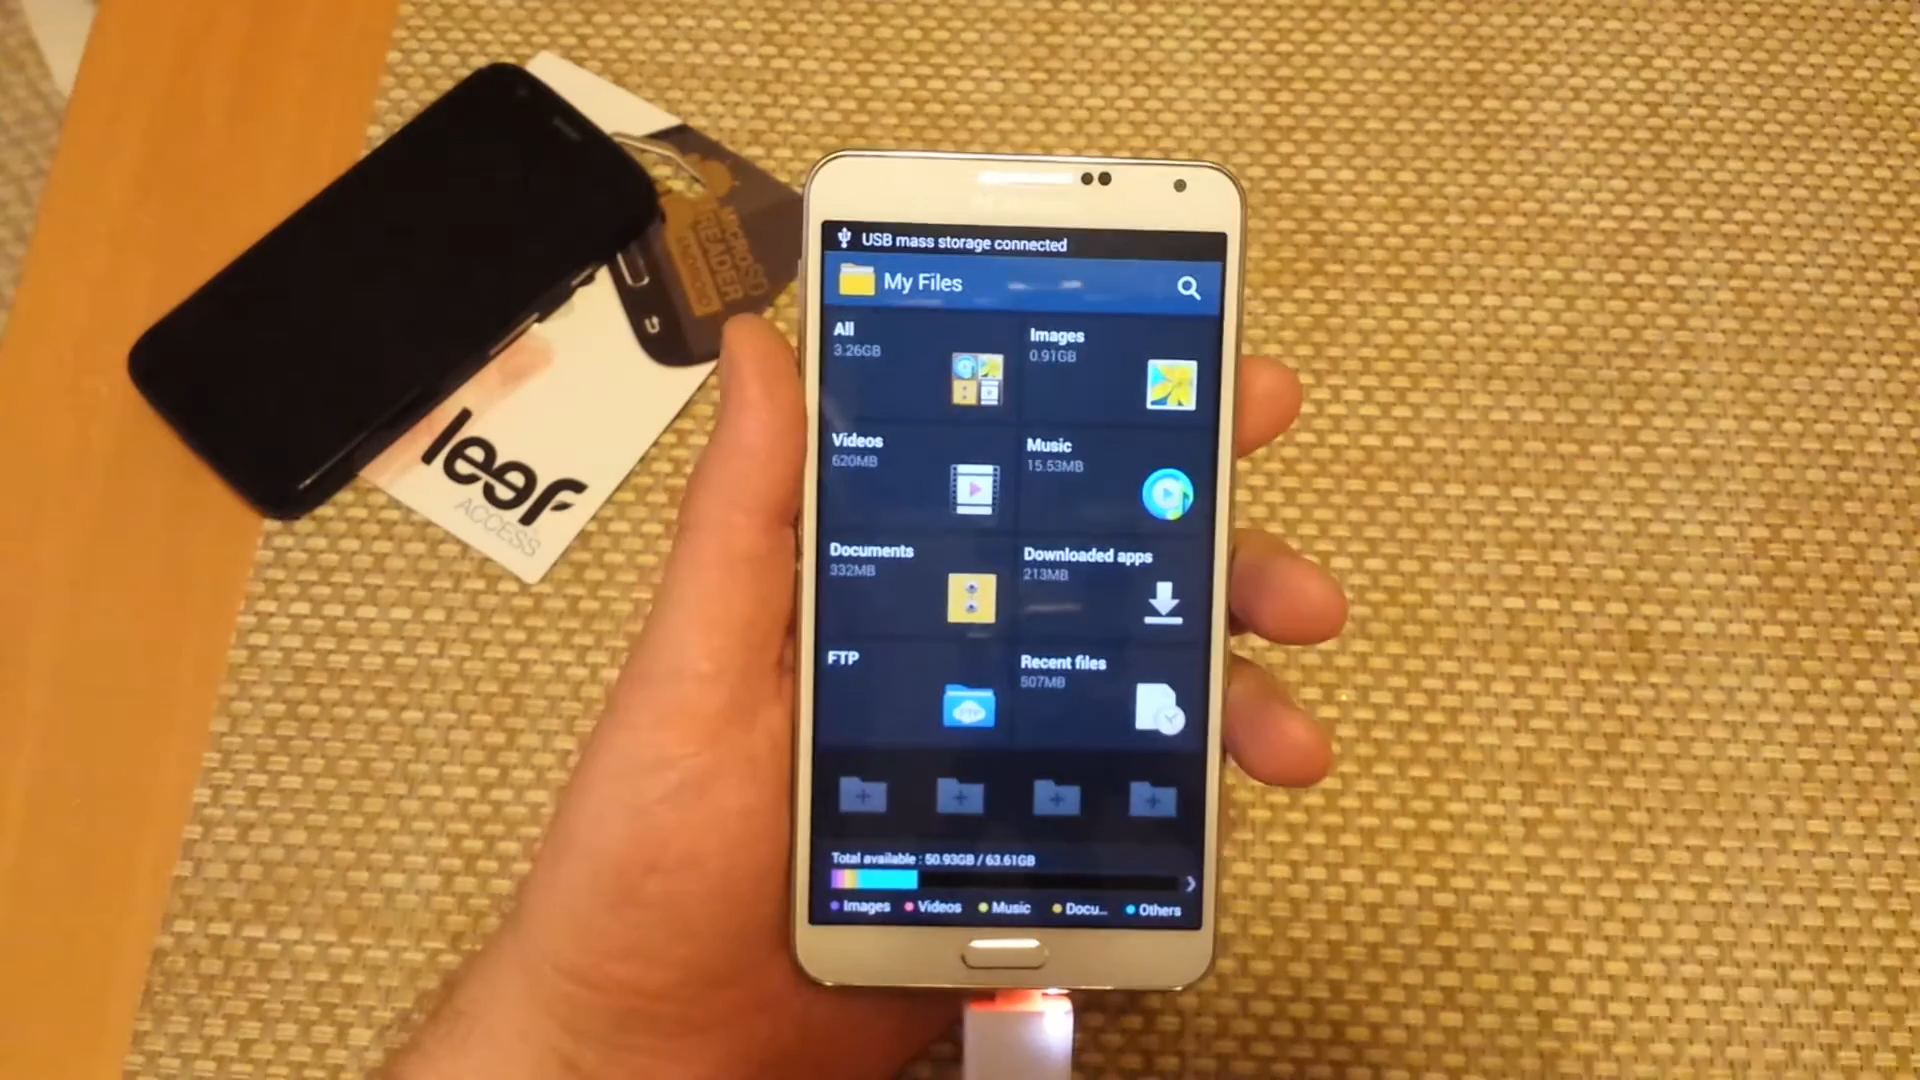 USB mass storage connected
My Files
All
3.26GB
Images
0.91GB
Videos
620MB
Music
15.53MB
Documents
332MB
Downloaded apps
213MB
FTP
FTP
Recent files
507MB
Total available : 50.93GB / 63.61GB
Images Videos Music Docu... Others
MICROSD
READER
ANDROID
leef
ACCESS